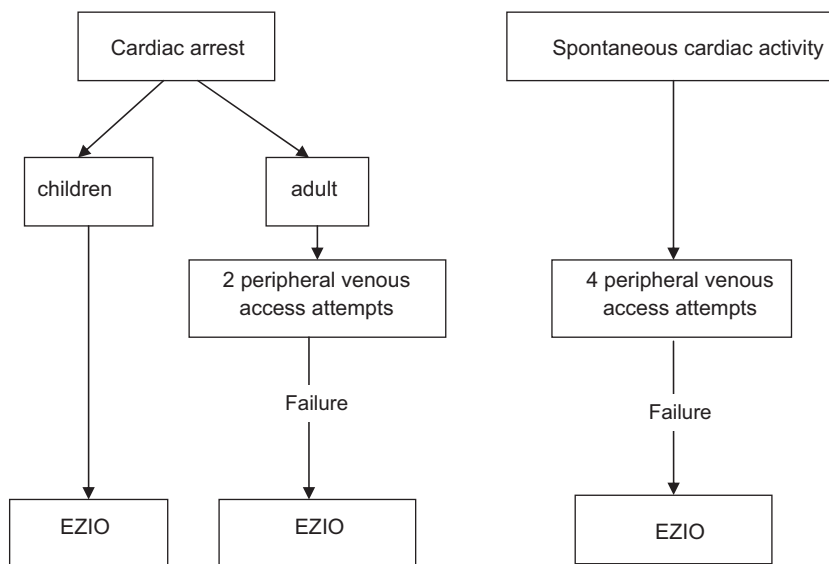 Cardiac arrest
Spontaneous cardiac activity
children
adult
2 peripheral venous
access attempts
4 peripheral venous
access attempts
Failure
Failure
EZIO
EZIO
EZIO